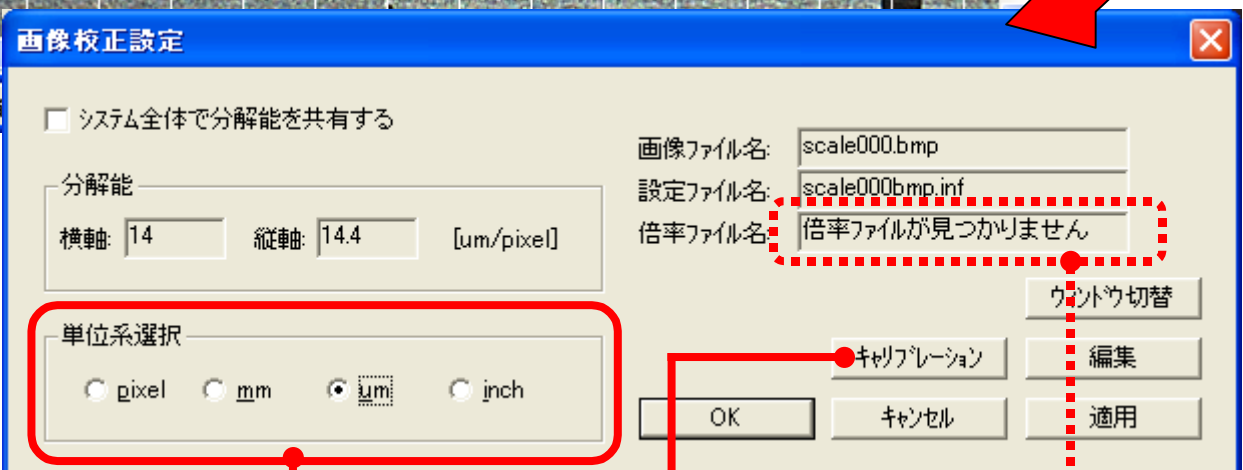 画像校正設定
システム全体で分解能を共有する
分解能
横軸: 14 縦軸: 14.4 [um/pixel]
画像ファイル名: scale000.bmp
設定ファイル名: scale000bmp.inf
倍率ファイル名: 倍率ファイルが見つかりません
ウィンドウ切替
単位系選択
pixel mm um inch
キャリブレーション 編集
OK キャンセル 適用